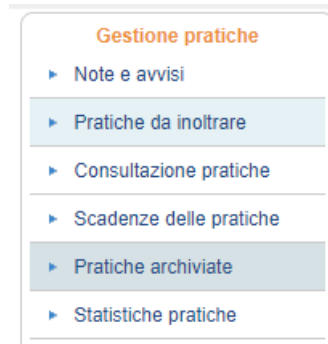 Gestione pratiche
Note e avvisi
Pratiche da inoltrare
Consultazione pratiche
Scadenze delle pratiche
Pratiche archiviate
Statistiche pratiche